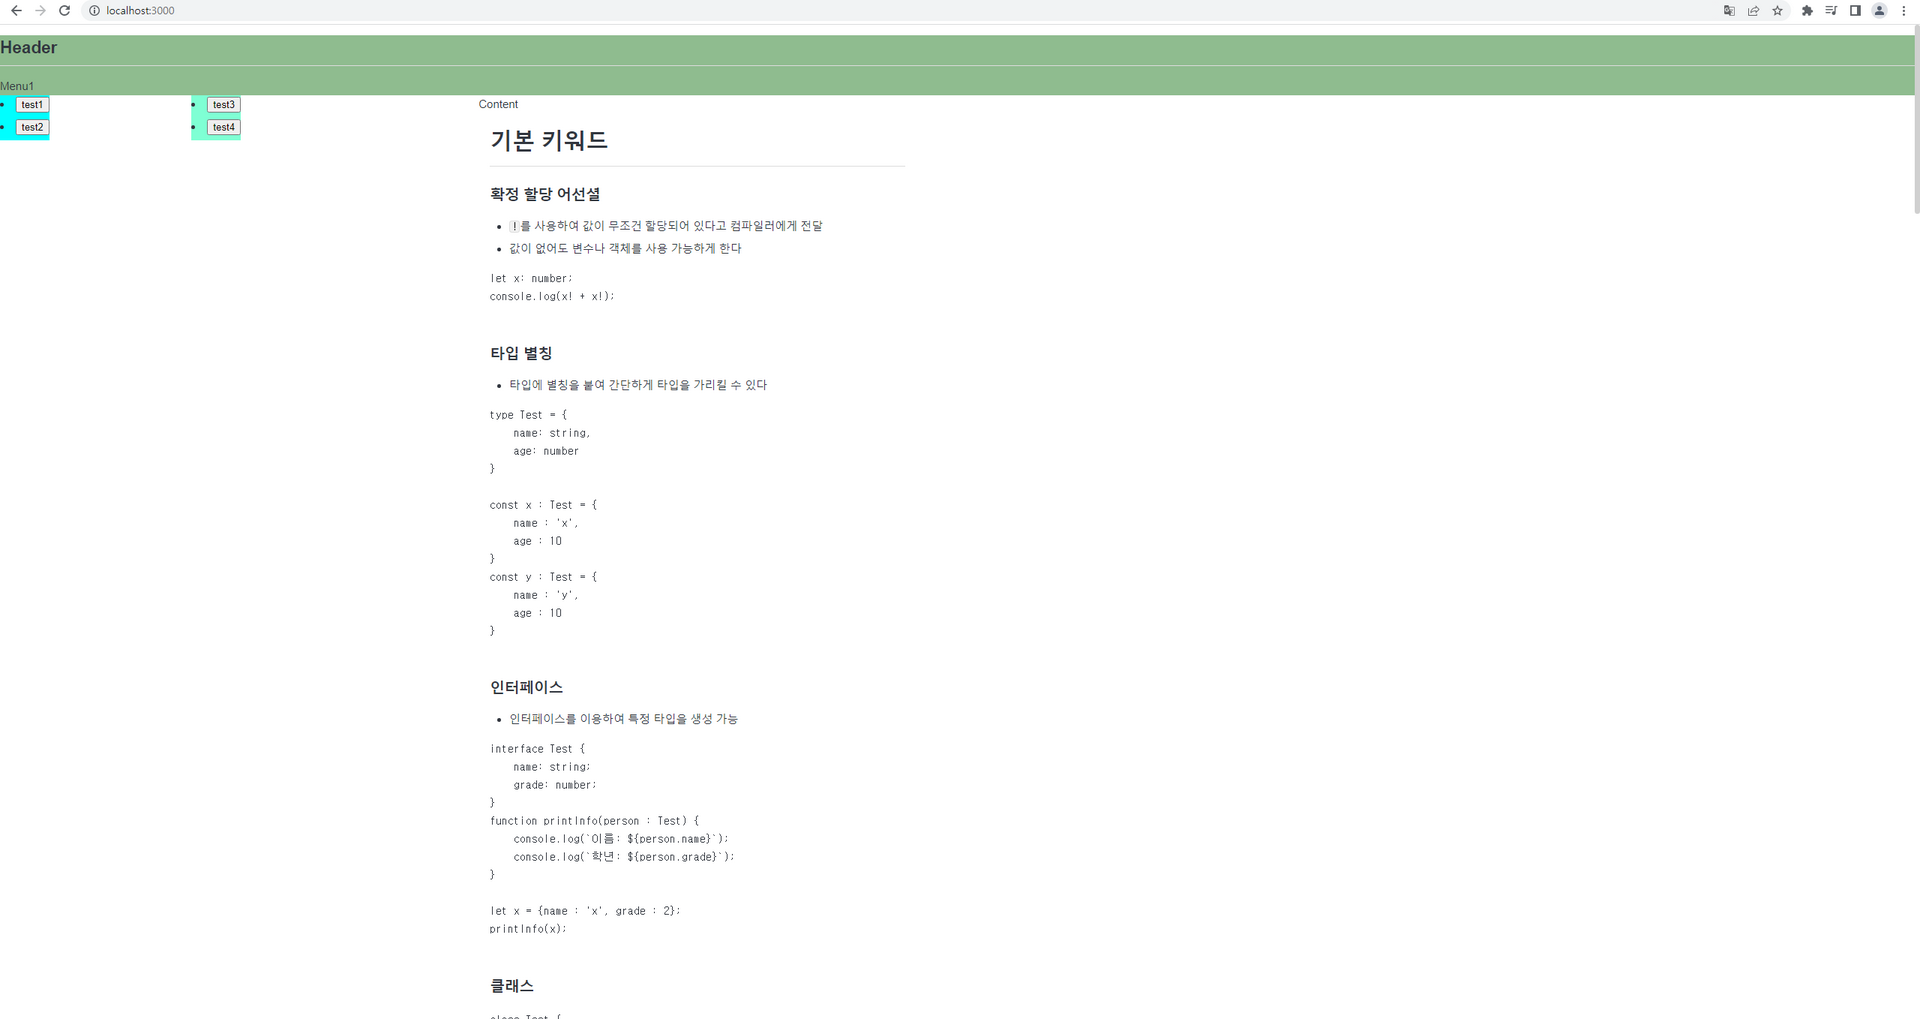 localhost:3000
Header
Menu1
test1
test2
test3
test4
Content
기본 키워드
확정 할당 어선셜
!를 사용하여 값이 무조건 할당되어 있다고 컴파일러에게 전달
값이 없어도 변수나 객체를 사용 가능하게 한다
let x: number;
console.log(x! + x!);
타입 별칭
타입에 별칭을 붙여 간단하게 타입을 가리킬 수 있다
type Test = {
    name: string,
    age: number
}
const x : Test = {
    name : 'x',
    age : 10
}
const y : Test = {
    name : 'y',
    age : 10
}
인터페이스
인터페이스를 이용하여 특정 타입을 생성 가능
interface Test {
    name: string;
    grade: number;
}
function printInfo(person : Test) {
    console.log(`이름: ${person.name}`);
    console.log(`학년: ${person.grade}`);
}
let x = {name : 'x', grade : 2};
printInfo(x);
클래스
class Test {